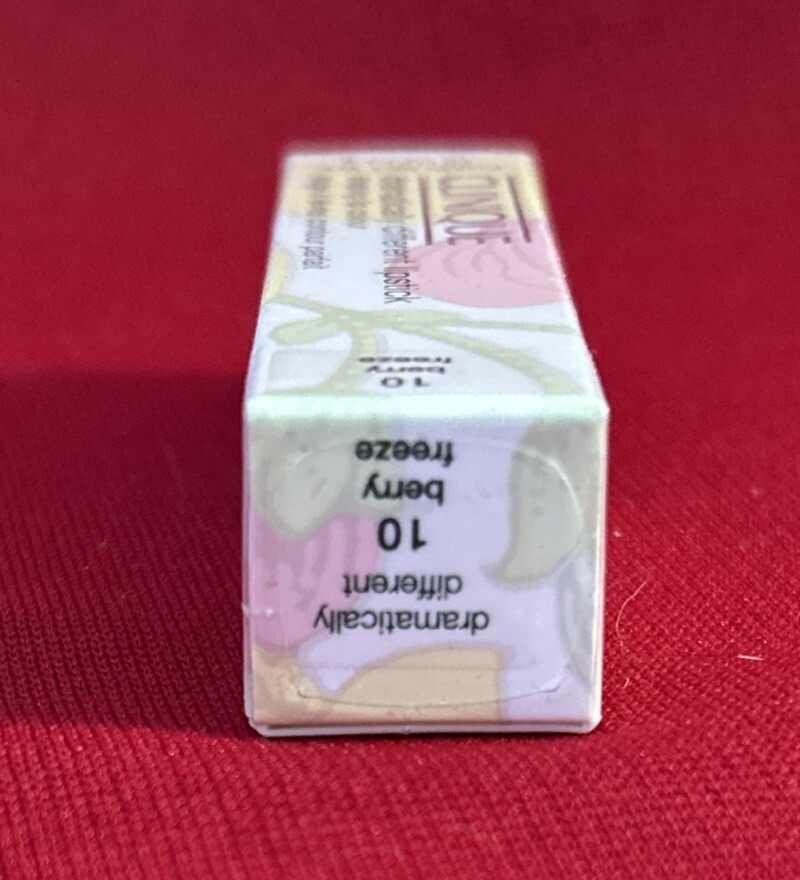 CLINIQUE
dramatically different lipstick
10
berry
freeze
dramatically
different
10
berry
freeze